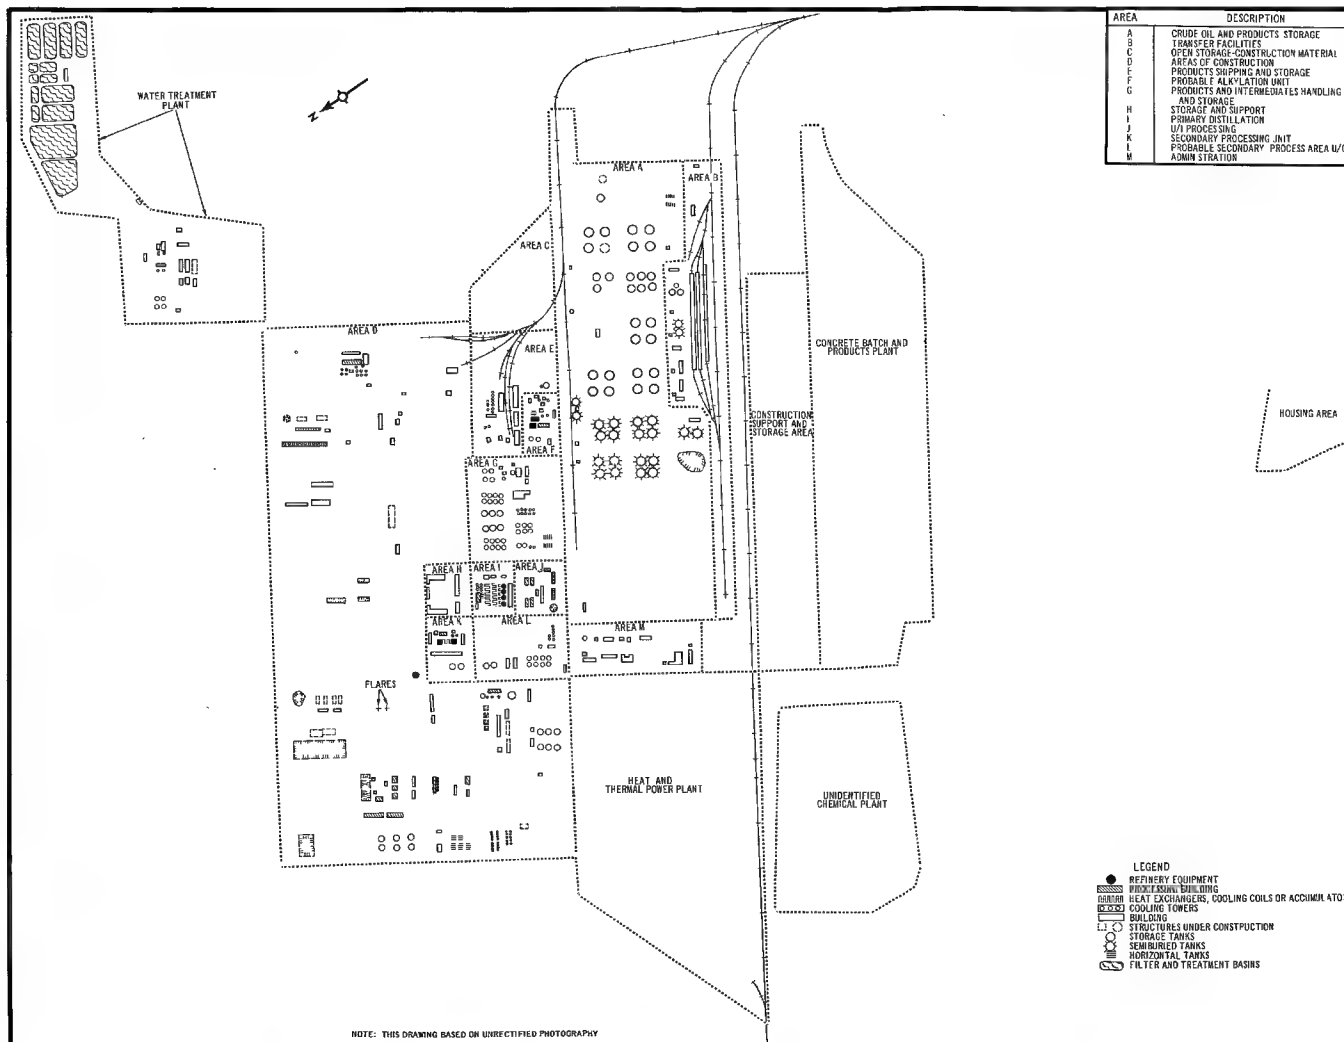 AREA DESCRIPTION
A CRUDE OIL AND PRODUCTS STORAGE
B TRANSFER FACILITIES
C OPEN STORAGE-CONSTRUCTION MATERIAL
D AREAS OF CONSTRUCTION
E PRODUCTS SHIPPING AND STORAGE
F PROBABLE ALKYLATION UNIT
G PRODUCTS AND INTERMEDIATES HANDLING
AND STORAGE
H STORAGE AND SUPPORT
I PRIMARY DISTILLATION
J U/I PROCESSING
K SECONDARY PROCESSING UNIT
L PROBABLE SECONDARY PROCESS AREA U/C
M ADMINISTRATION
WATER TREATMENT
PLANT
N
AREA A
AREA B
AREA C
AREA D
AREA E
CONCRETE BATCH AND
PRODUCTS PLANT
CONSTRUCTION
SUPPORT AND
STORAGE AREA
HOUSING AREA
AREA F
AREA G
AREA H
AREA I
AREA J
AREA K
AREA L
AREA M
FLARES
HEAT AND
THERMAL POWER PLANT
UNIDENTIFIED
CHEMICAL PLANT
LEGEND
REFINERY EQUIPMENT
PROCESSING BUILDING
HEAT EXCHANGERS, COOLING COILS OR ACCUMULATO
COOLING TOWERS
BUILDING
STRUCTURES UNDER CONSTRUCTION
STORAGE TANKS
SEMIBURIED TANKS
HORIZONTAL TANKS
FILTER AND TREATMENT BASINS
NOTE: THIS DRAWING BASED ON UNRECTIFIED PHOTOGRAPHY